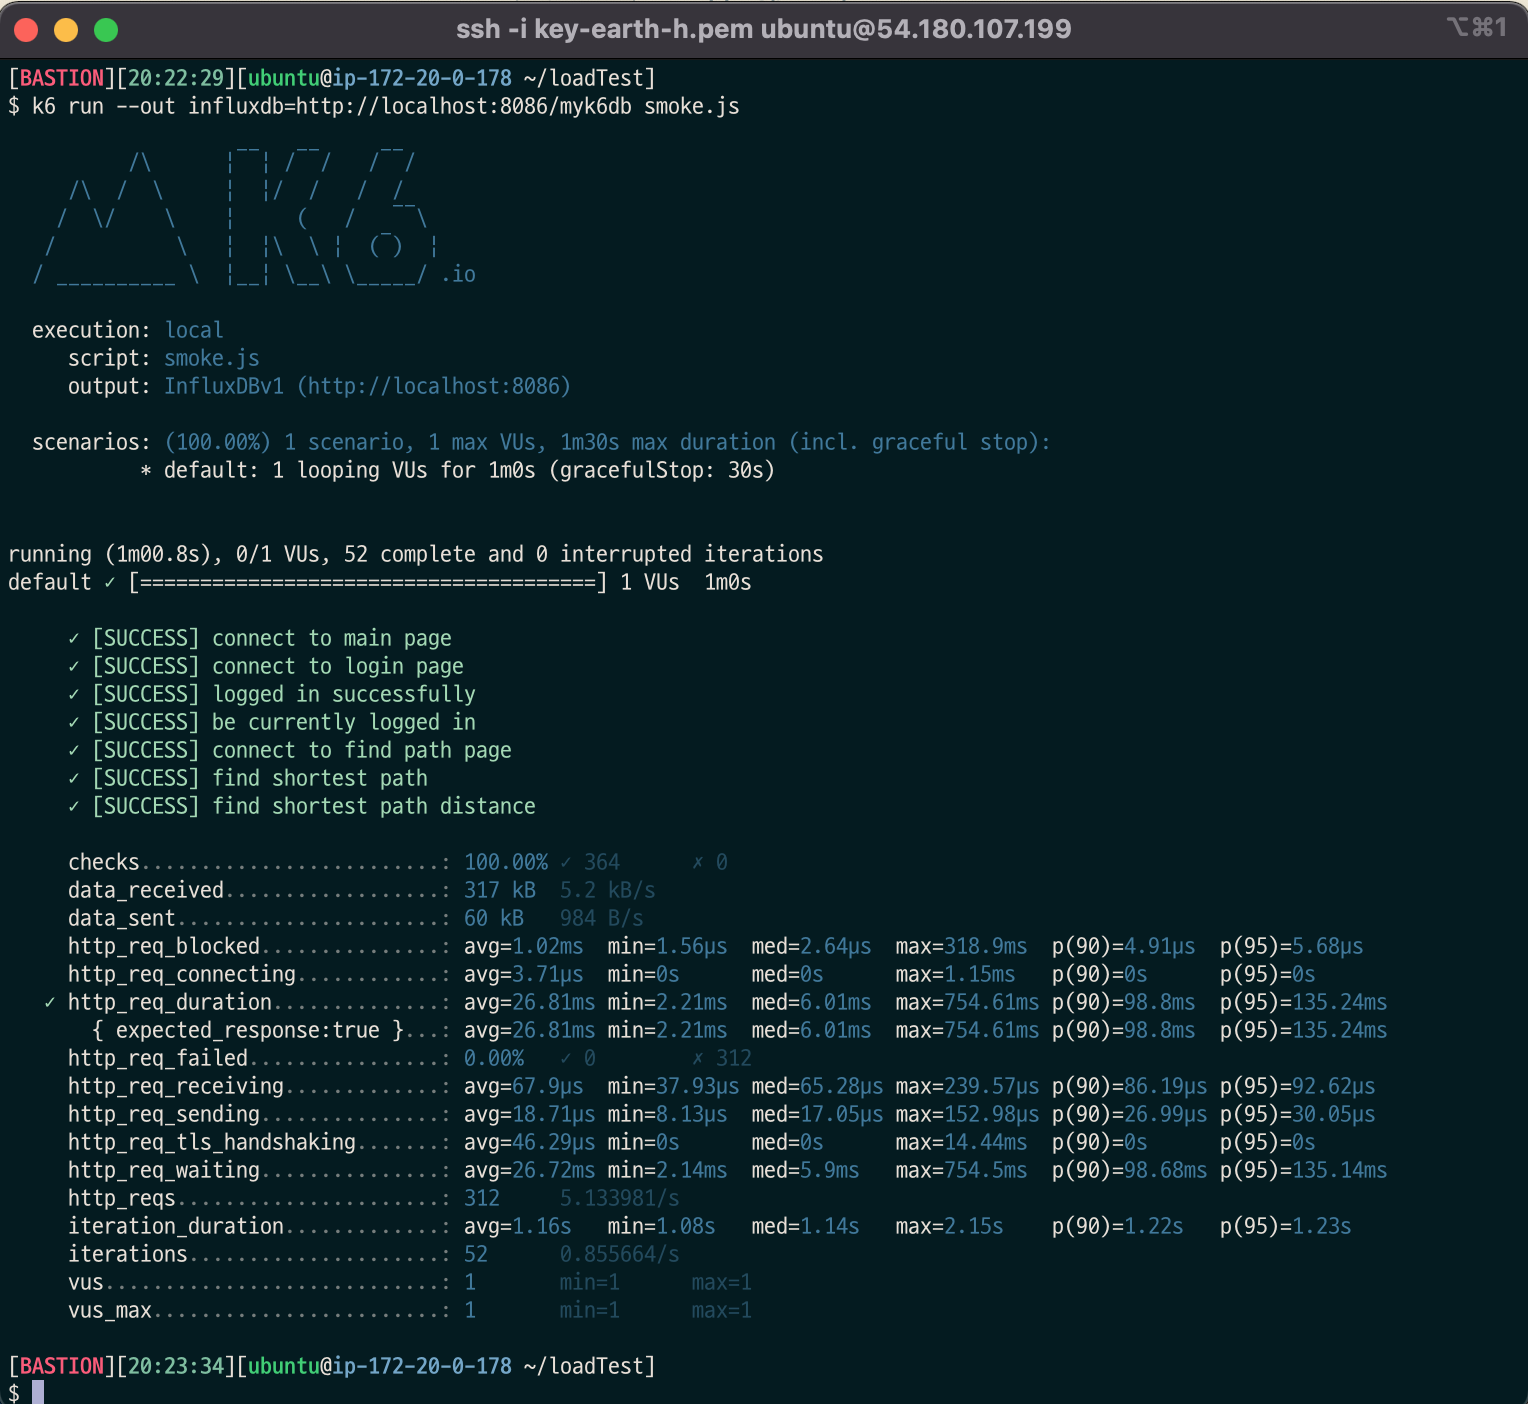 ssh -i key-earth-h.pem ubuntu@54.180.107.199
⌥⌘1
[BASTION][20:22:29][ubuntu@ip-172-20-0-178 ~/loadTest]
$ k6 run --out influxdb=http://localhost:8086/myk6db smoke.js
.io
execution: local
script: smoke.js
output: InfluxDBv1 (http://localhost:8086)
scenarios: (100.00%) 1 scenario, 1 max VUs, 1m30s max duration (incl. graceful stop):
* default: 1 looping VUs for 1m0s (gracefulStop: 30s)
running (1m00.8s), 0/1 VUs, 52 complete and 0 interrupted iterations
default ✓ [======================================] 1 VUs  1m0s
✓ [SUCCESS] connect to main page
✓ [SUCCESS] connect to login page
✓ [SUCCESS] logged in successfully
✓ [SUCCESS] be currently logged in
✓ [SUCCESS] connect to find path page
✓ [SUCCESS] find shortest path
✓ [SUCCESS] find shortest path distance
checks.........................: 100.00% ✓ 364 ✗ 0
data_received..................: 317 kB 5.2 kB/s
data_sent......................: 60 kB 984 B/s
http_req_blocked...............: avg=1.02ms min=1.56µs med=2.64µs max=318.9ms p(90)=4.91µs p(95)=5.68µs
http_req_connecting............: avg=3.71µs min=0s med=0s max=1.15ms p(90)=0s p(95)=0s
✓ http_req_duration..............: avg=26.81ms min=2.21ms med=6.01ms max=754.61ms p(90)=98.8ms p(95)=135.24ms
{ expected_response:true }...: avg=26.81ms min=2.21ms med=6.01ms max=754.61ms p(90)=98.8ms p(95)=135.24ms
http_req_failed................: 0.00% ✓ 0 ✗ 312
http_req_receiving.............: avg=67.9µs min=37.93µs med=65.28µs max=239.57µs p(90)=86.19µs p(95)=92.62µs
http_req_sending...............: avg=18.71µs min=8.13µs med=17.05µs max=152.98µs p(90)=26.99µs p(95)=30.05µs
http_req_tls_handshaking.......: avg=46.29µs min=0s med=0s max=14.44ms p(90)=0s p(95)=0s
http_req_waiting...............: avg=26.72ms min=2.14ms med=5.9ms max=754.5ms p(90)=98.68ms p(95)=135.14ms
http_reqs......................: 312 5.133981/s
iteration_duration.............: avg=1.16s min=1.08s med=1.14s max=2.15s p(90)=1.22s p(95)=1.23s
iterations.....................: 52 0.855664/s
vus............................: 1 min=1 max=1
vus_max........................: 1 min=1 max=1
[BASTION][20:23:34][ubuntu@ip-172-20-0-178 ~/loadTest]
$